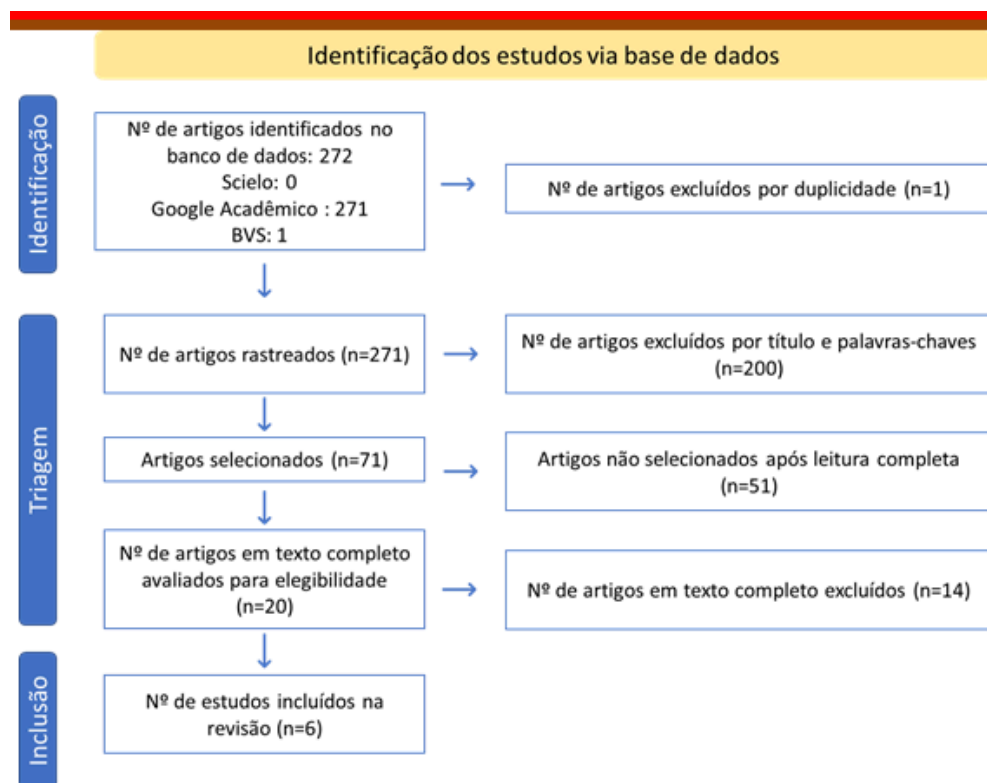 Identificação dos estudos via base de dados
Identificação
Nº de artigos identificados no
banco de dados: 272
Scielo: 0
Google Acadêmico : 271
BVS: 1
Nº de artigos excluídos por duplicidade (n=1)
Triagem
Nº de artigos rastreados (n=271)
Nº de artigos excluídos por título e palavras-chaves
(n=200)
Artigos selecionados (n=71)
Artigos não selecionados após leitura completa
(n=51)
Nº de artigos em texto completo
avaliados para elegibilidade
(n=20)
Nº de artigos em texto completo excluídos (n=14)
Inclusão
Nº de estudos incluídos na
revisão (n=6)